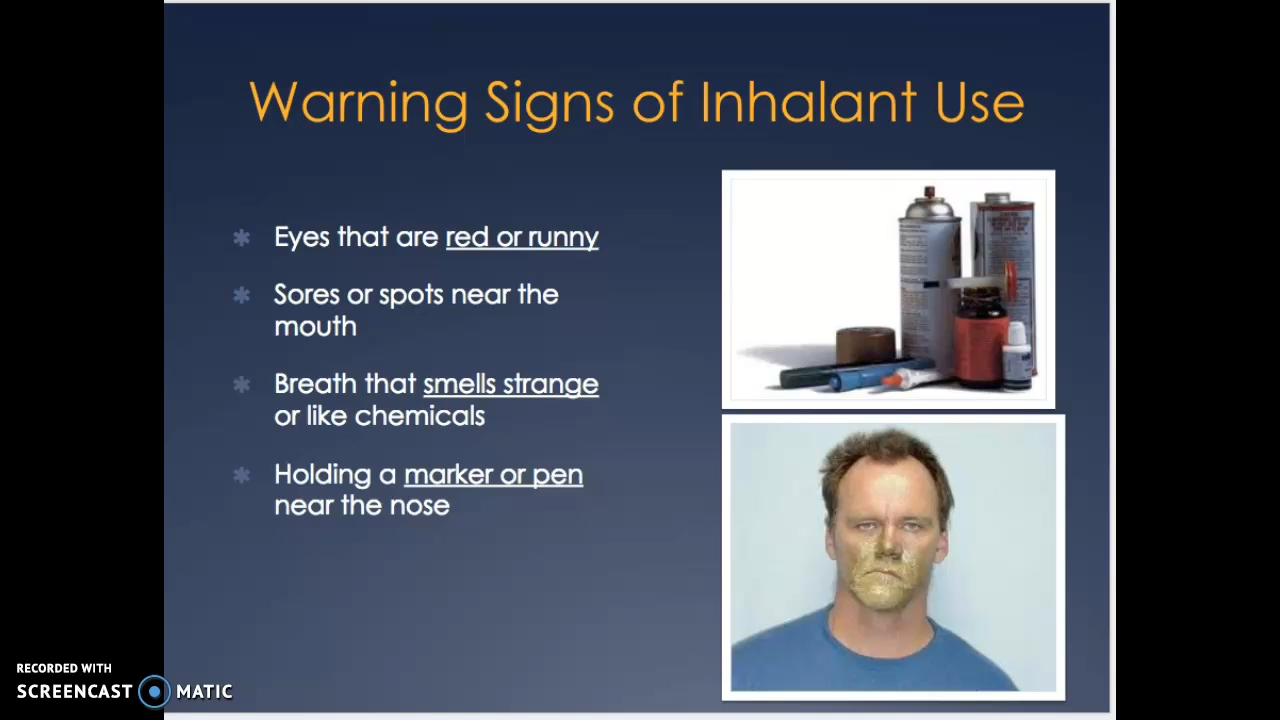 Warning Signs of Inhalant Use
Eyes that are red or runny
Sores or spots near the
mouth
Breath that smells strange
or like chemicals
Holding a marker or pen
near the nose
RECORDED WITH
SCREENCAST MATIC